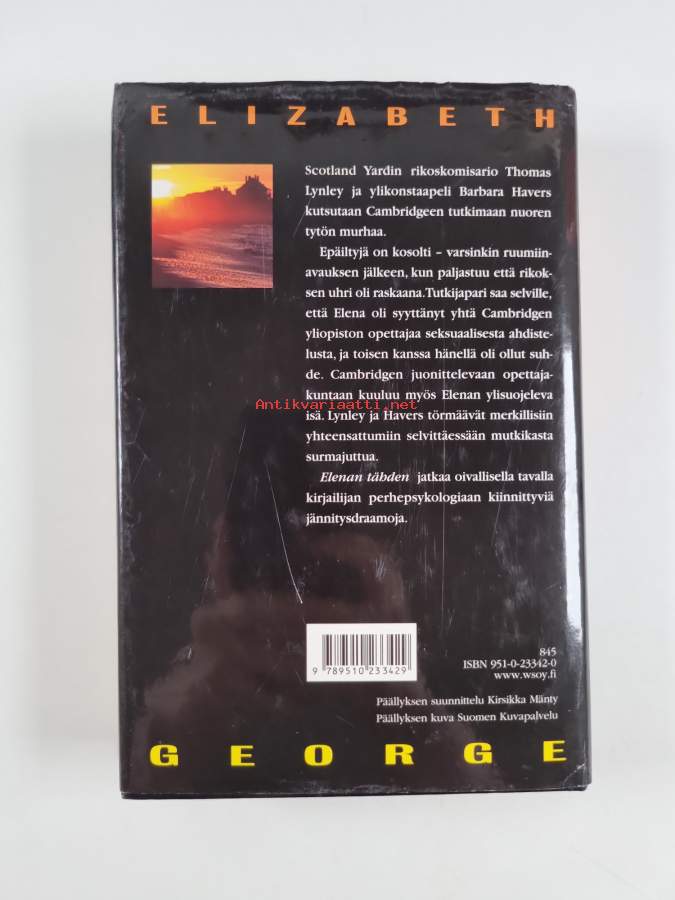 ELIZABETH
Scotland Yardin rikoskomisario Thomas
Lynley ja ylikonstaapeli Barbara Havers
kutsutaan Cambridgeen tutkimaan nuoren
tytön murhaa.
Epäiltyjä on kosolti – varsinkin ruumiin-
avauksen jälkeen, kun paljastuu että rikok-
sen uhri oli raskaana. Tutkijapari saa selville,
että Elena oli syyttänyt yhtä Cambridgen
yliopiston opettajaa seksuaalisesta ahdiste-
lusta, ja toisen kanssa hänellä oli ollut suh-
de. Cambridgen juonittelevaan opettaja-
kuntaan kuuluu myös Elenan ylisuojeleva
isä. Lynley ja Havers törmäävät merkillisiin
yhteensattumiin selvittäessään mutkikasta
surmajuttua.
Elenan tähden jatkaa oivallisella tavalla
kirjailijan perhepsykologiaan kiinnittyviä
jännitysdraamoja.
Antikvariaatti.net
9 789510 233429
845
ISBN 951-0-23342-0
www.wsoy.fi
Päällyksen suunnittelu Kirsikka Mänty
Päällyksen kuva Suomen Kuvapalvelu
GEORGE